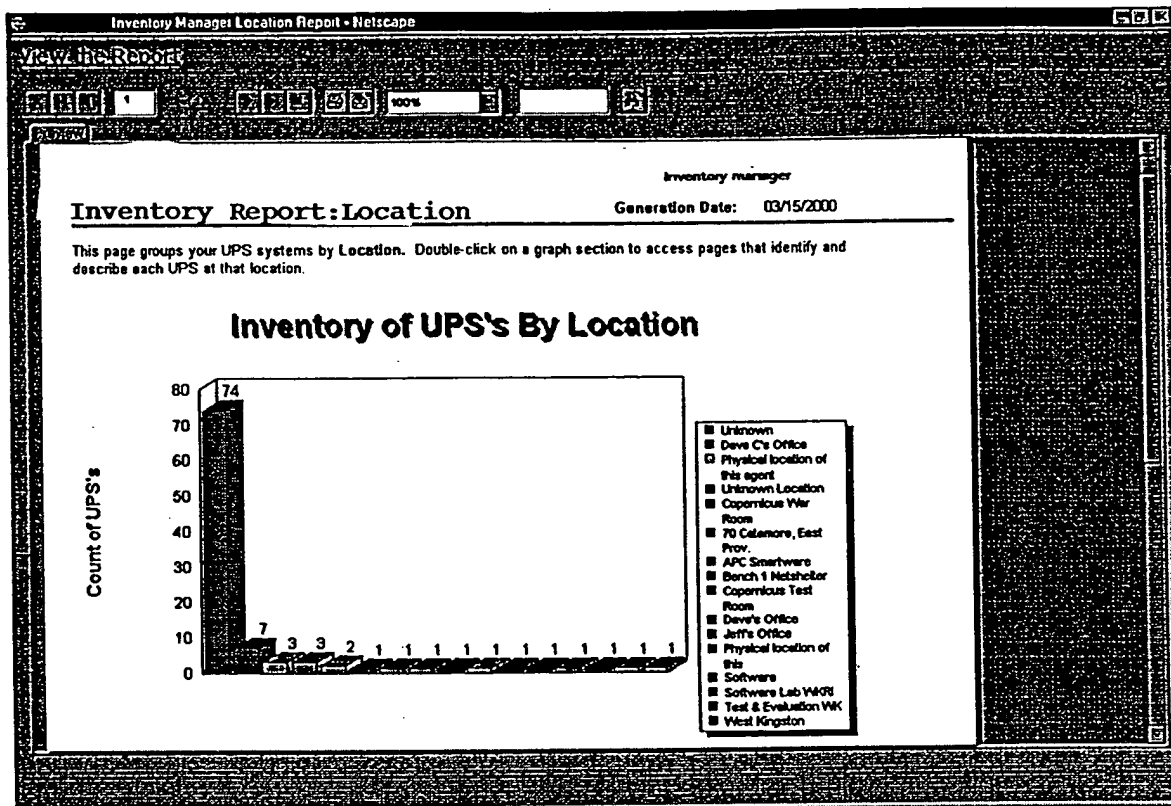 Inventory Manager Location Report - Netscape
View the Report
1
100%
Preview
Inventory manager
Inventory Report:Location
Generation Date: 03/15/2000
This page groups your UPS systems by Location. Double-click on a graph section to access pages that identify and
describe each UPS at that location.
Inventory of UPS's By Location
Count of UPS's
80
70
60
50
40
30
20
10
0
74
7
3
3
2
1
1
1
1
1
1
1
1
1
1
1
Unknown
Dave C's Office
Physical location of
this agent
Unknown Location
Copernicus War
Room
70 Catamore, East
Prov.
APC Smartware
Bench 1 Netshelter
Copernicus Test
Room
Dave's Office
Jeff's Office
Physical location of
this
Software
Software Lab WKRI
Test & Evaluation WK
West Kingston